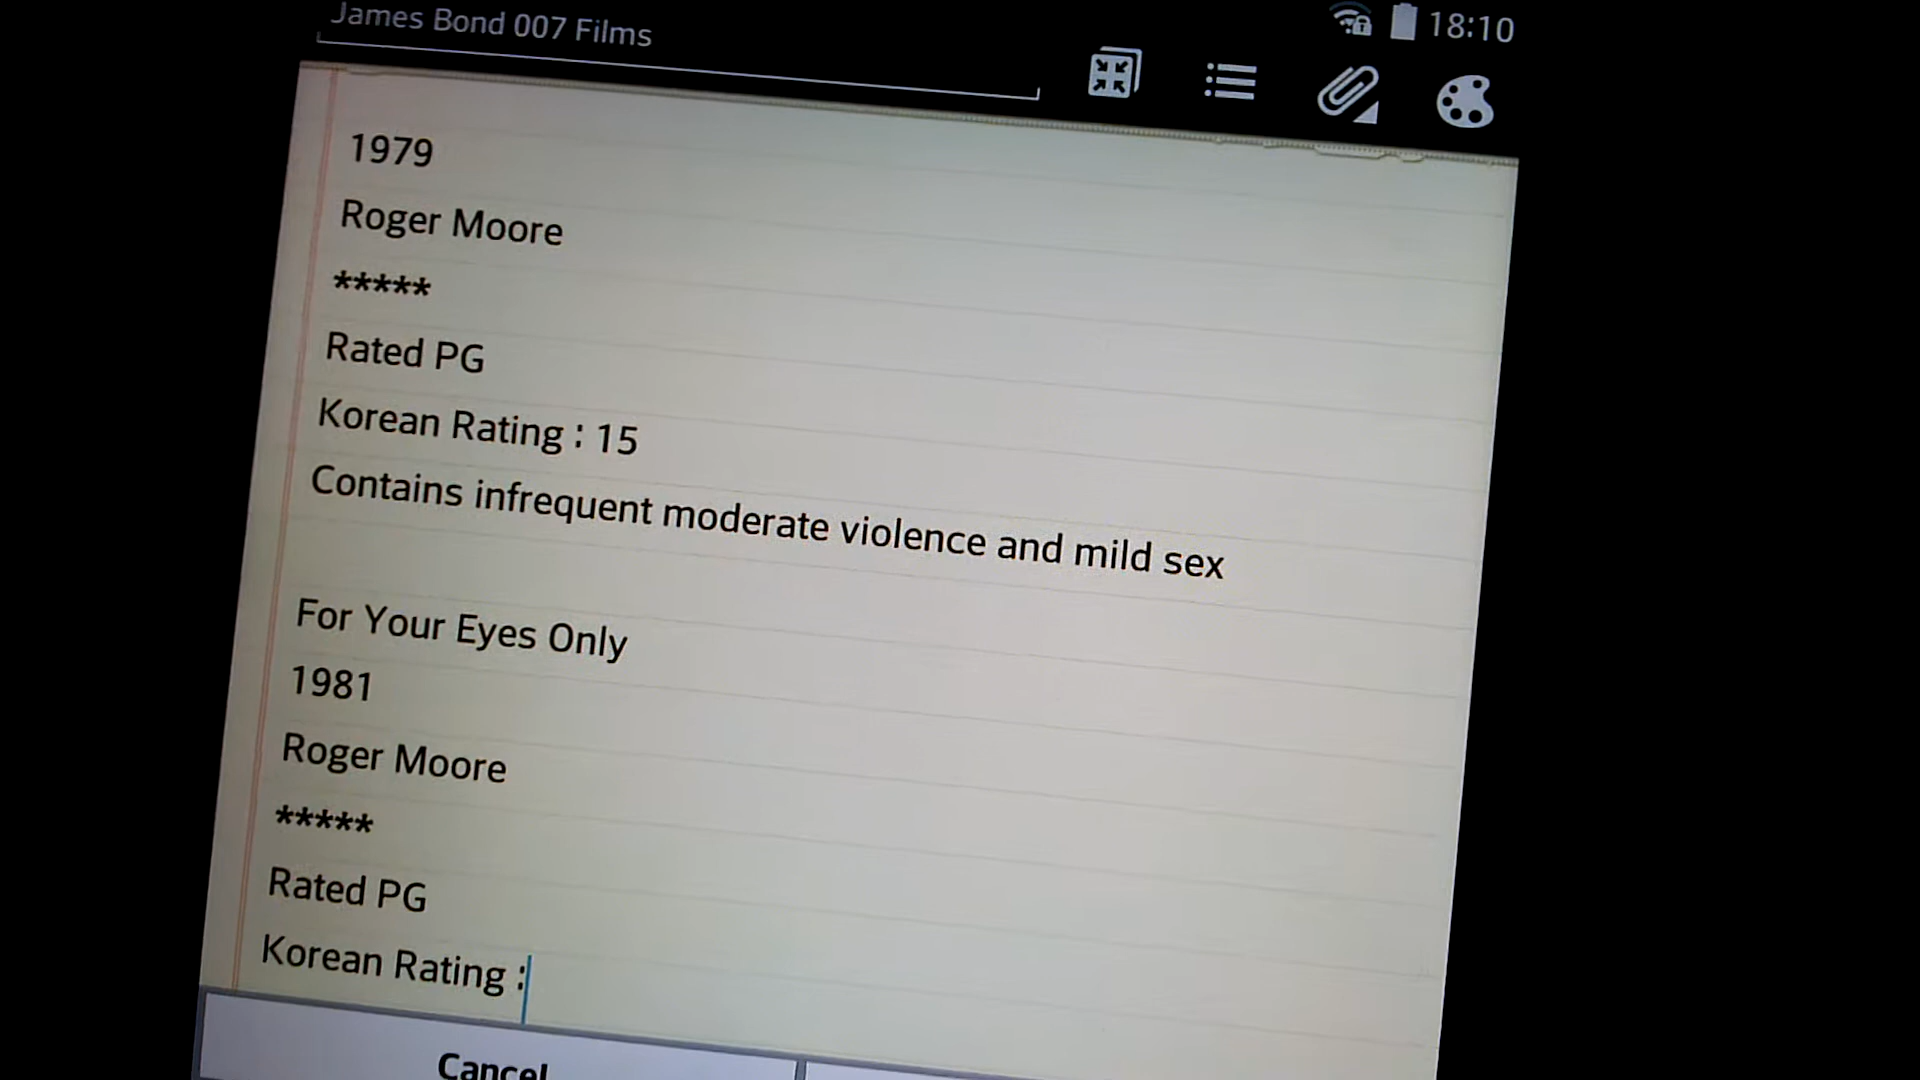 James Bond 007 Films
18:10
1979
Roger Moore
*****
Rated PG
Korean Rating : 15
Contains infrequent moderate violence and mild sex
For Your Eyes Only
1981
Roger Moore
*****
Rated PG
Korean Rating :
Cancel